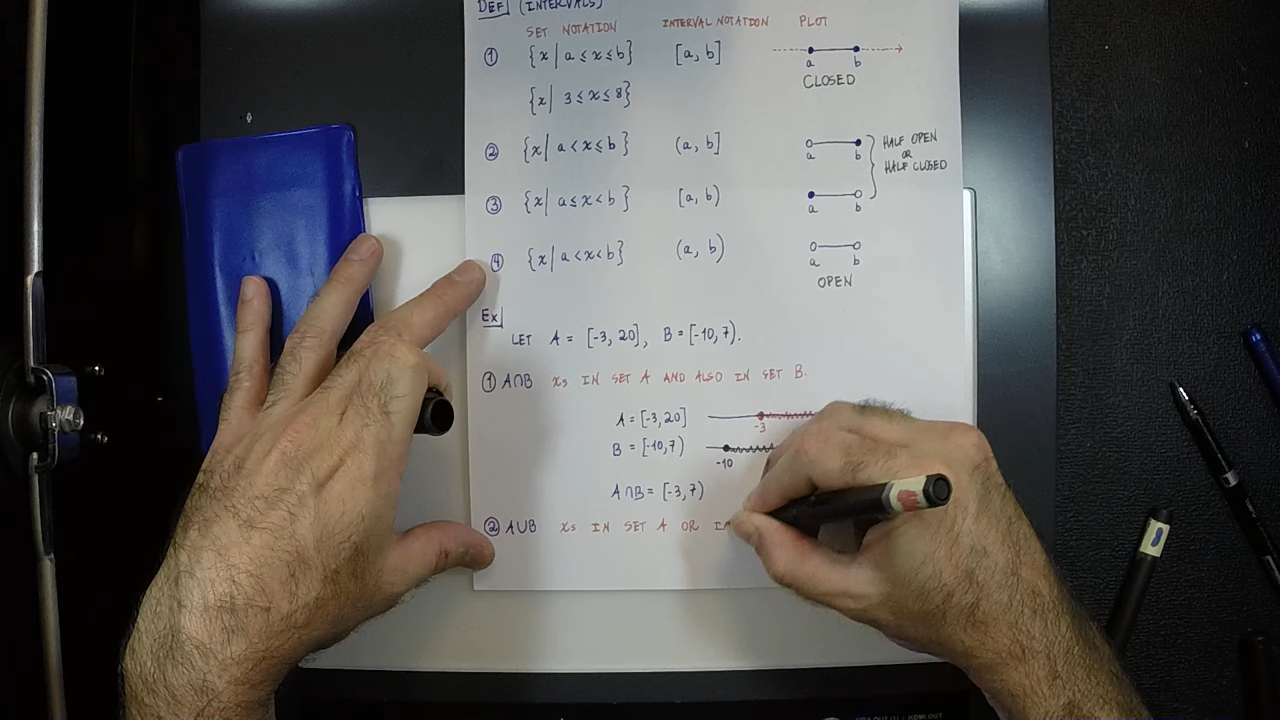 DEF (INTERVALS)
SET NOTATION INTERVAL NOTATION PLOT
① {x | a ≤ x ≤ b} [a, b] a b
CLOSED
{x | 3 ≤ x ≤ 8}
② {x | a < x ≤ b} (a, b] a b
HALF OPEN
OR
HALF CLOSED
③ {x | a ≤ x < b} [a, b) a b
④ {x | a < x < b} (a, b) a b
OPEN
Ex
LET A = [-3, 20], B = [-10, 7).
① A∩B xs IN SET A AND ALSO IN SET B.
A = [-3, 20] -3
B = [-10, 7) -10
A∩B = [-3, 7)
② A∪B xs IN SET A OR IN